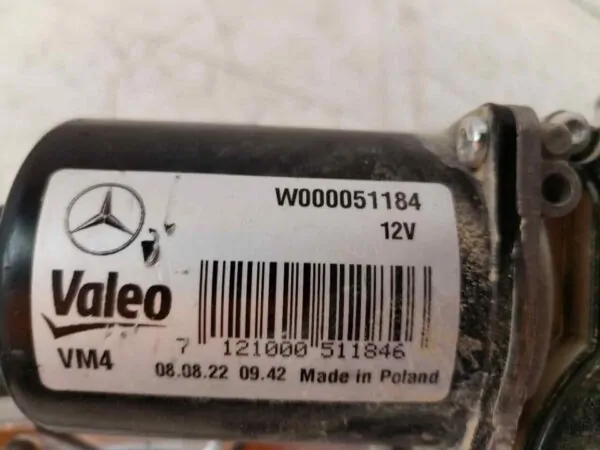 W000051184
12V
Valeo
7 121000 511846
VM4
08.08.22 09.42 Made in Poland